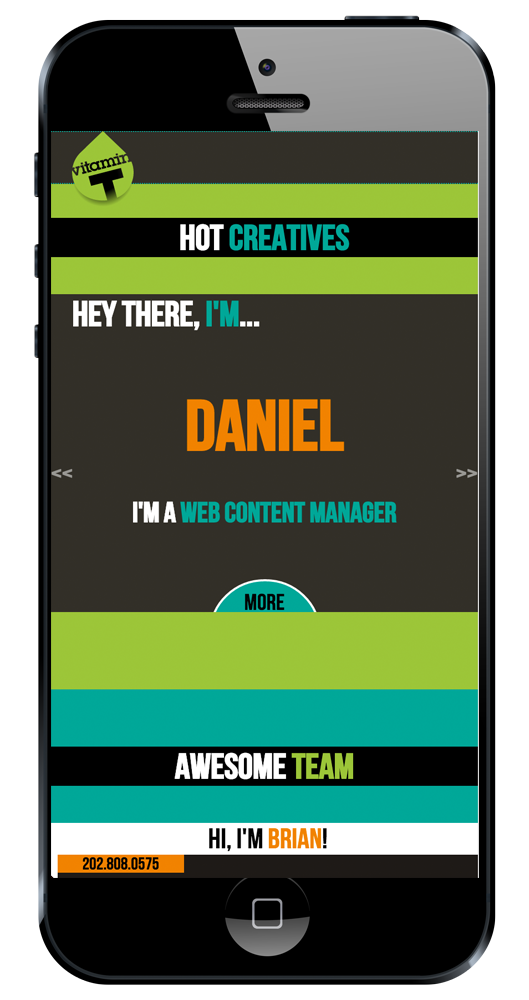 vitamin
T
HOT CREATIVES
HEY THERE, I'M...
DANIEL
<< >>
I'M A WEB CONTENT MANAGER
MORE
AWESOME TEAM
HI, I'M BRIAN!
202.808.0575